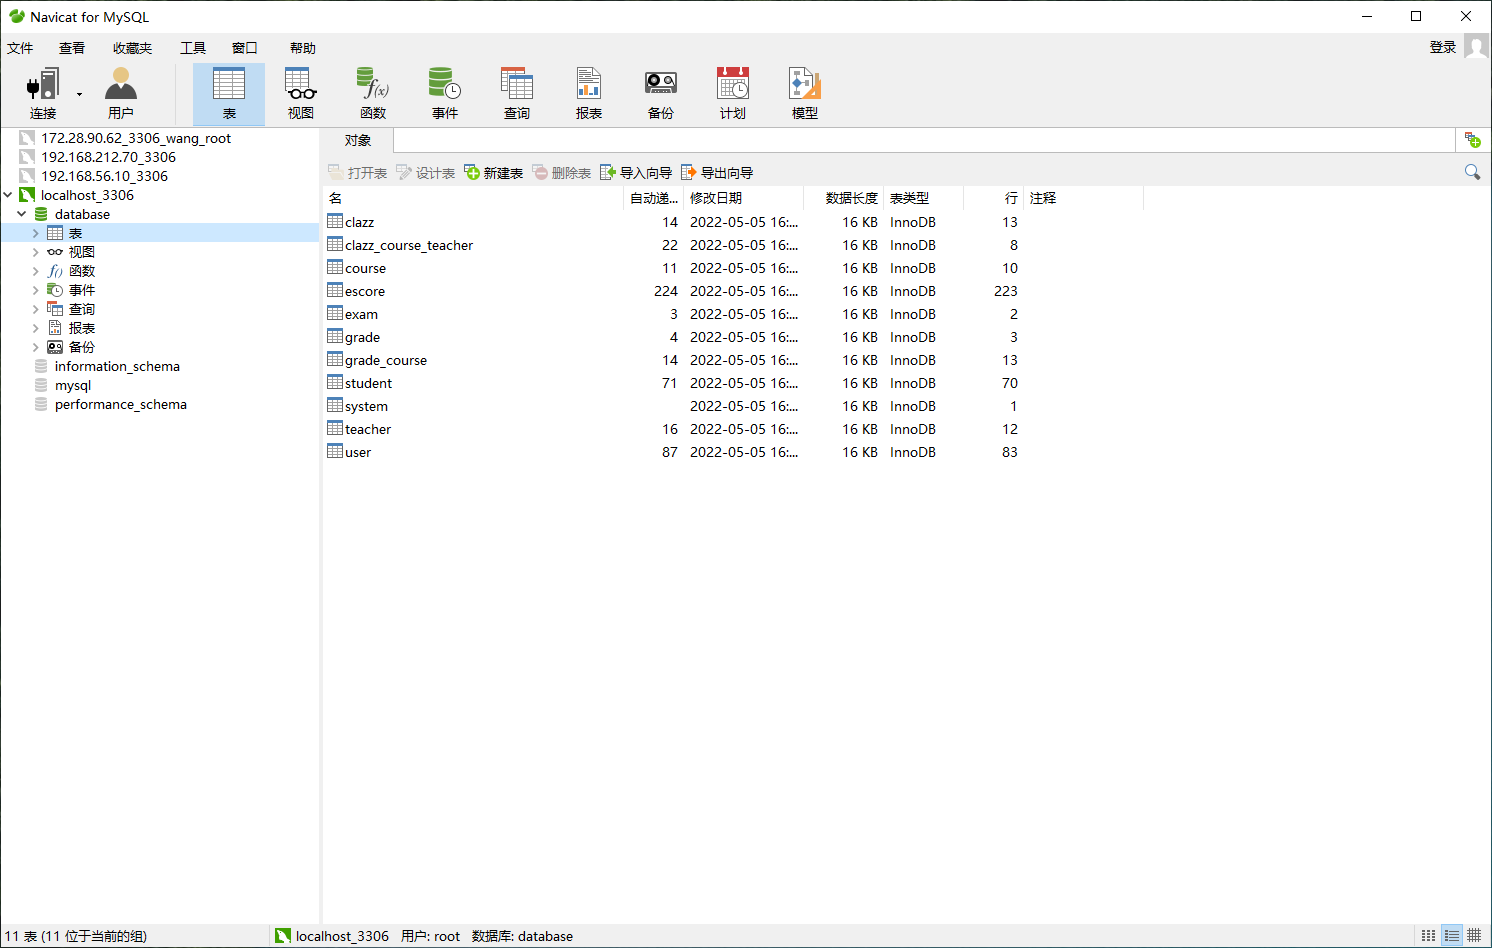 Navicat for MySQL
文件 查看 收藏夹 工具 窗口 帮助 登录
连接 用户 表 视图 函数 事件 查询 报表 备份 计划 模型
172.28.90.62_3306_wang_root
192.168.212.70_3306
192.168.56.10_3306
localhost_3306
database
表
视图
函数
事件
查询
报表
备份
information_schema
mysql
performance_schema
对象
打开表 设计表 新建表 删除表 导入向导 导出向导
名 自动递... 修改日期 数据长度 表类型 行 注释
clazz 14 2022-05-05 16:... 16 KB InnoDB 13
clazz_course_teacher 22 2022-05-05 16:... 16 KB InnoDB 8
course 11 2022-05-05 16:... 16 KB InnoDB 10
escore 224 2022-05-05 16:... 16 KB InnoDB 223
exam 3 2022-05-05 16:... 16 KB InnoDB 2
grade 4 2022-05-05 16:... 16 KB InnoDB 3
grade_course 14 2022-05-05 16:... 16 KB InnoDB 13
student 71 2022-05-05 16:... 16 KB InnoDB 70
system 2022-05-05 16:... 16 KB InnoDB 1
teacher 16 2022-05-05 16:... 16 KB InnoDB 12
user 87 2022-05-05 16:... 16 KB InnoDB 83
11 表 (11 位于当前的组) localhost_3306 用户: root 数据库: database